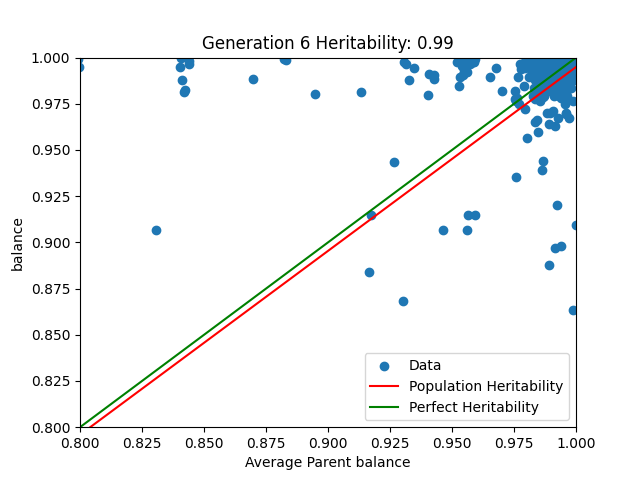 Generation 6 Heritability: 0.99
1.000
0.975
0.950
0.925
0.900
0.875
0.850
0.825
0.800
balance
Data
Population Heritability
Perfect Heritability
0.800 0.825 0.850 0.875 0.900 0.925 0.950 0.975 1.000
Average Parent balance